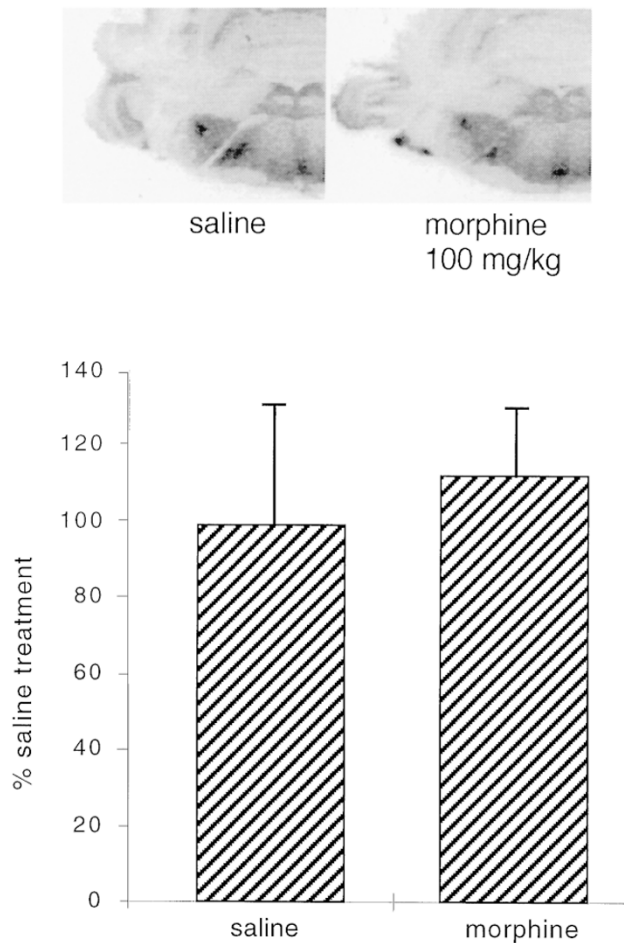 saline
morphine
100 mg/kg
% saline treatment
140
120
100
80
60
40
20
0
saline
morphine